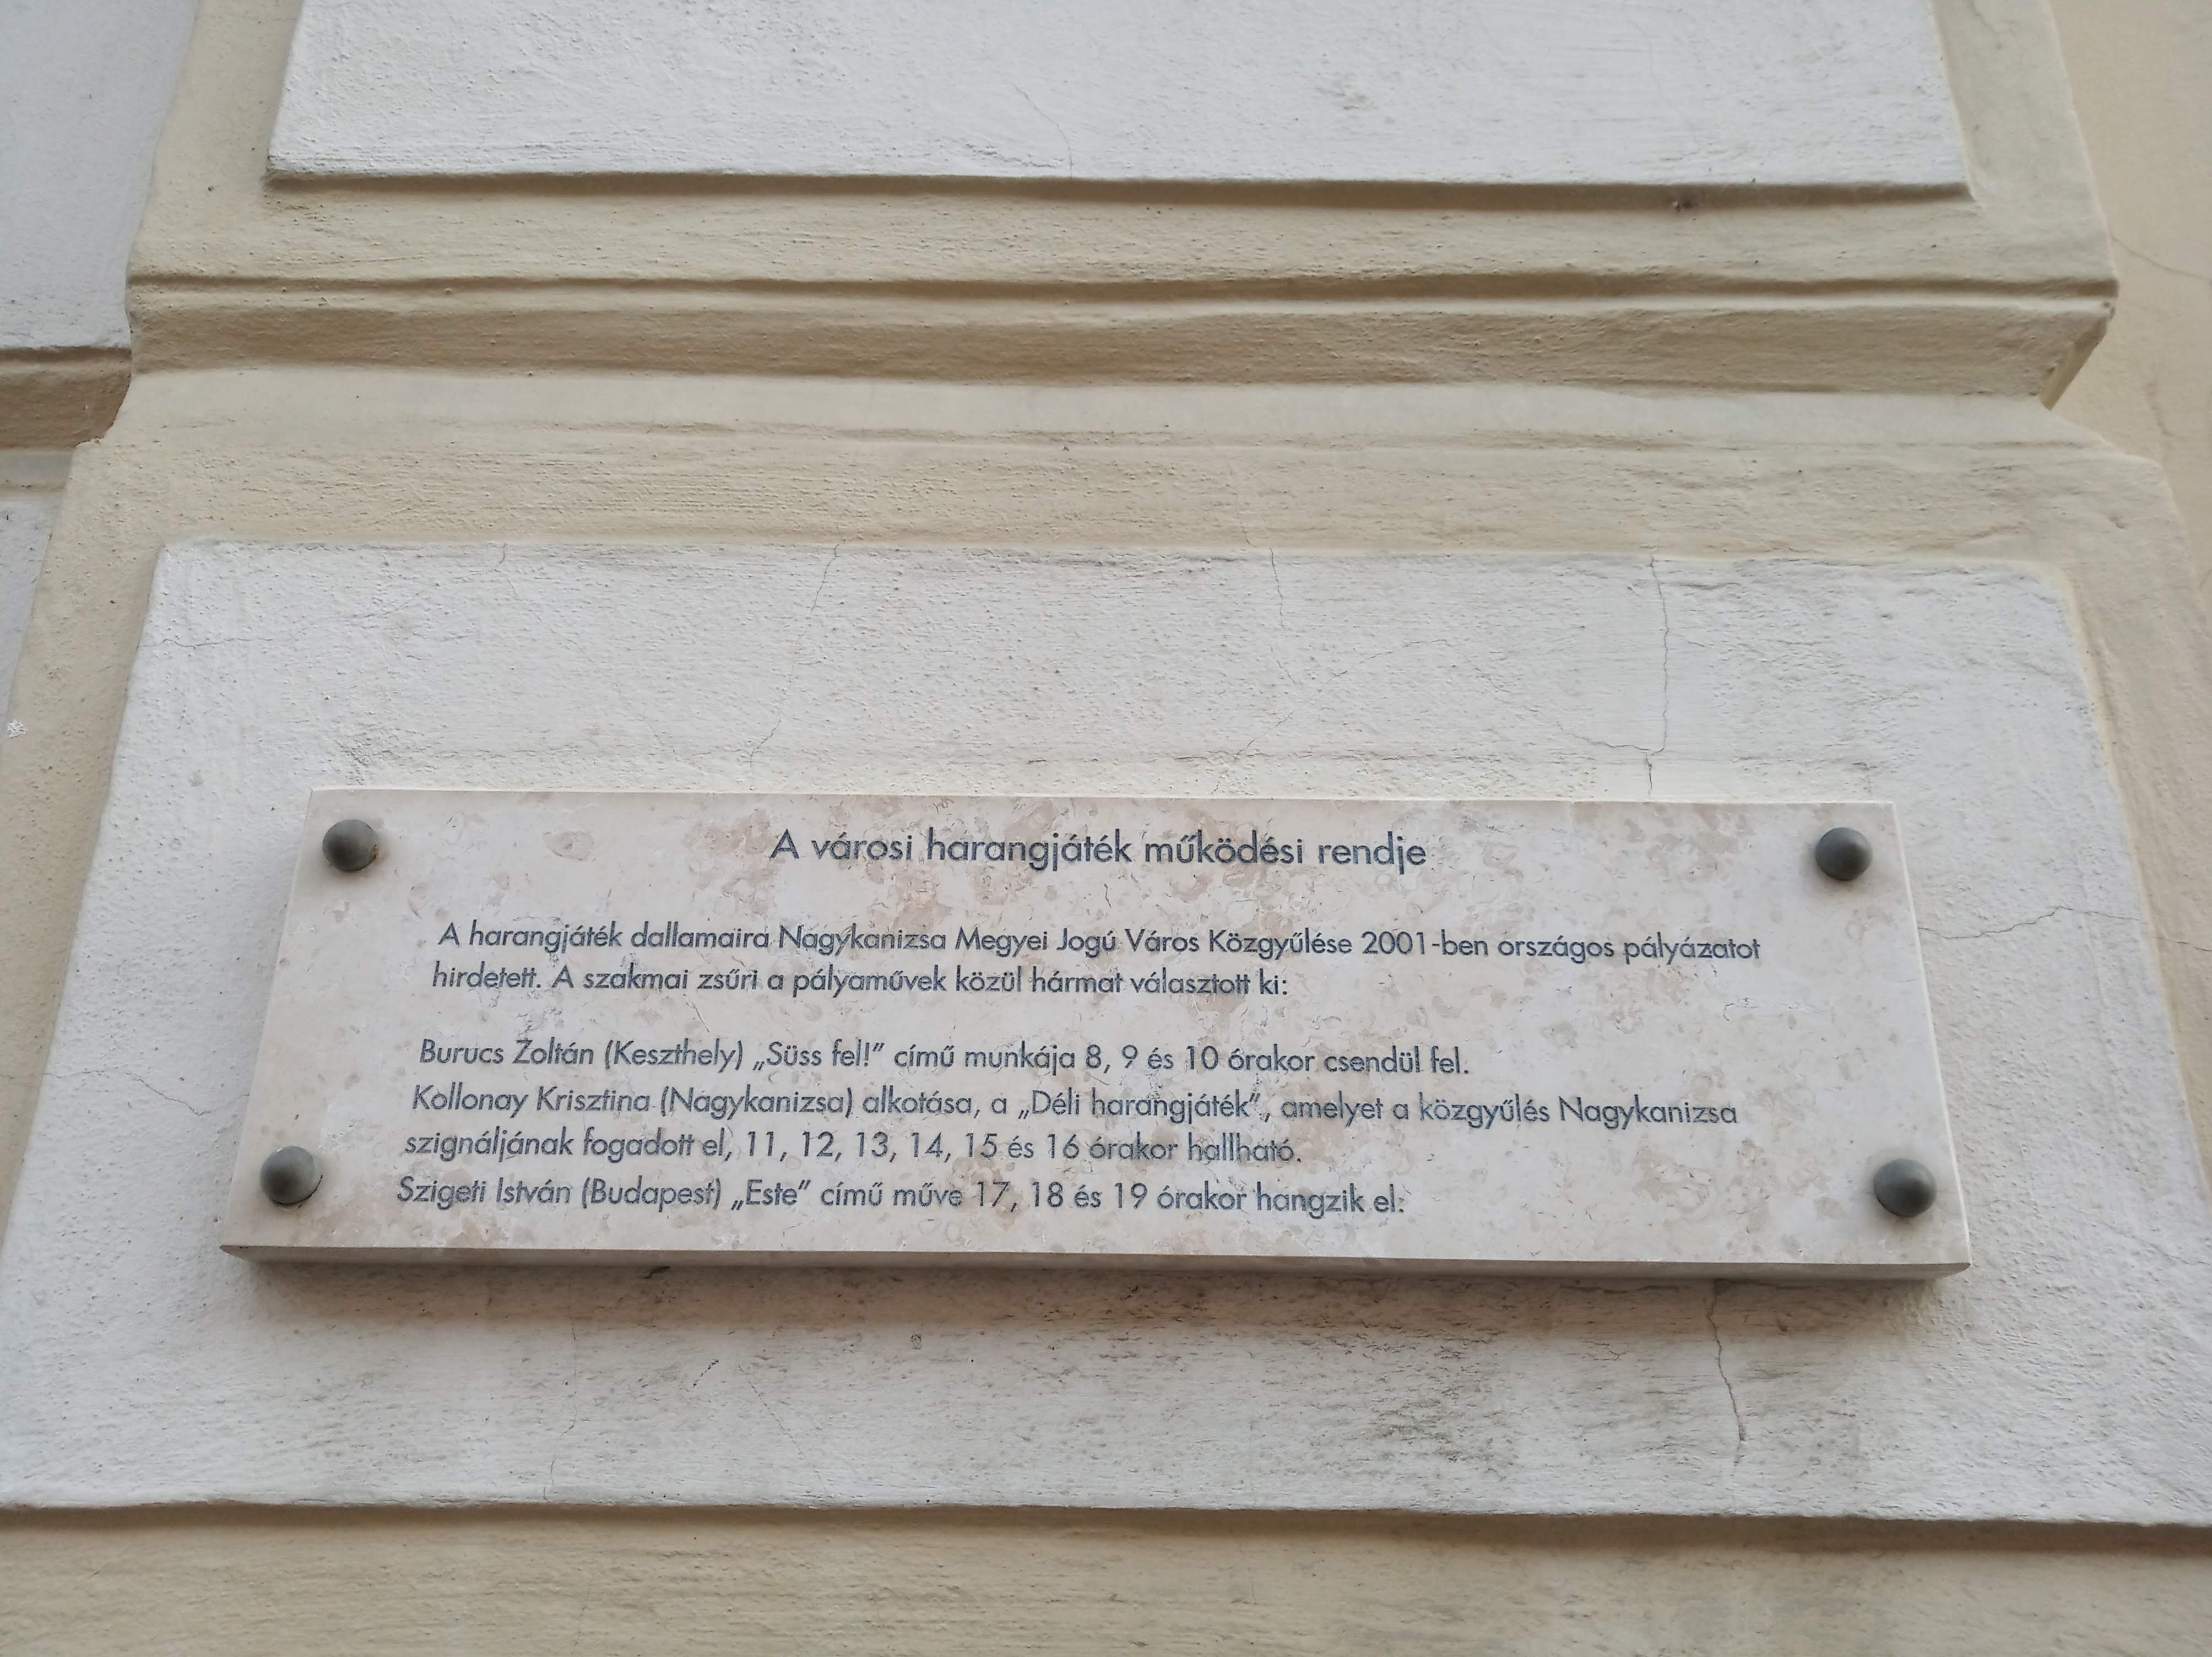 A városi harangjáték működési rendje
A harangjáték dallamaira Nagykanizsa Megyei Jogú Város Közgyűlése 2001-ben országos pályázatot
hirdetett. A szakmai zsűri a pályaművek közül hármat választott ki:
Burucs Zoltán (Keszthely) „Süss fel!” című munkája 8, 9 és 10 órakor csendül fel.
Kollonay Krisztina (Nagykanizsa) alkotása, a „Déli harangjáték”, amelyet a közgyűlés Nagykanizsa
szignáljának fogadott el, 11, 12, 13, 14, 15 és 16 órakor hallható.
Szigeti István (Budapest) „Este” című műve 17, 18 és 19 órakor hangzik el.